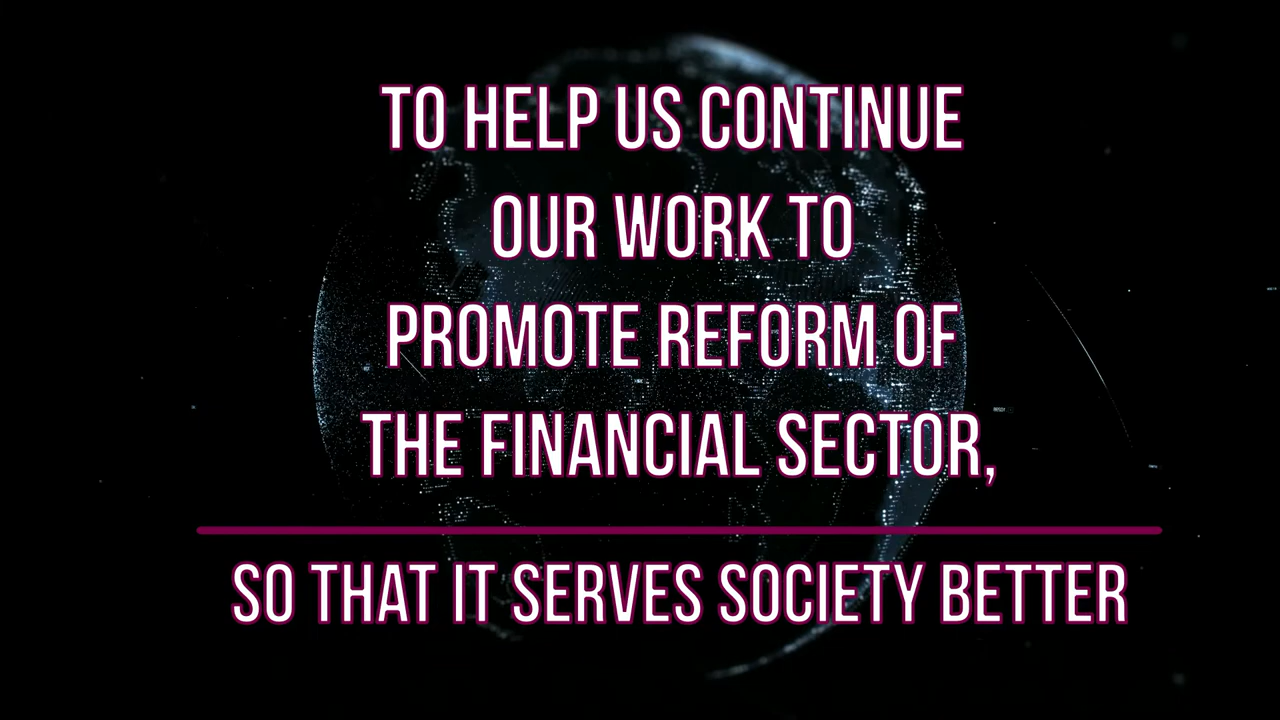 TO HELP US CONTINUE
OUR WORK TO
PROMOTE REFORM OF
THE FINANCIAL SECTOR,
SO THAT IT SERVES SOCIETY BETTER